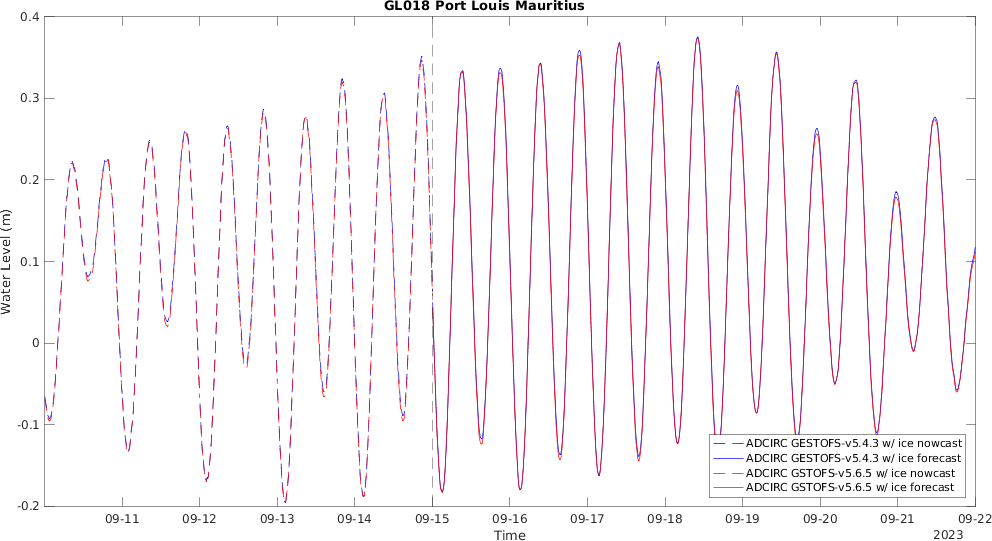 GL018 Port Louis Mauritius
0.4
0.3
0.2
0.1
0
-0.1
-0.2
Water Level (m)
ADCIRC GESTOFS-v5.4.3 w/ ice nowcast
ADCIRC GESTOFS-v5.4.3 w/ ice forecast
ADCIRC GSTOFS-v5.6.5 w/ ice nowcast
ADCIRC GSTOFS-v5.6.5 w/ ice forecast
09-11 09-12 09-13 09-14 09-15 09-16 09-17 09-18 09-19 09-20 09-21 09-22
Time
2023